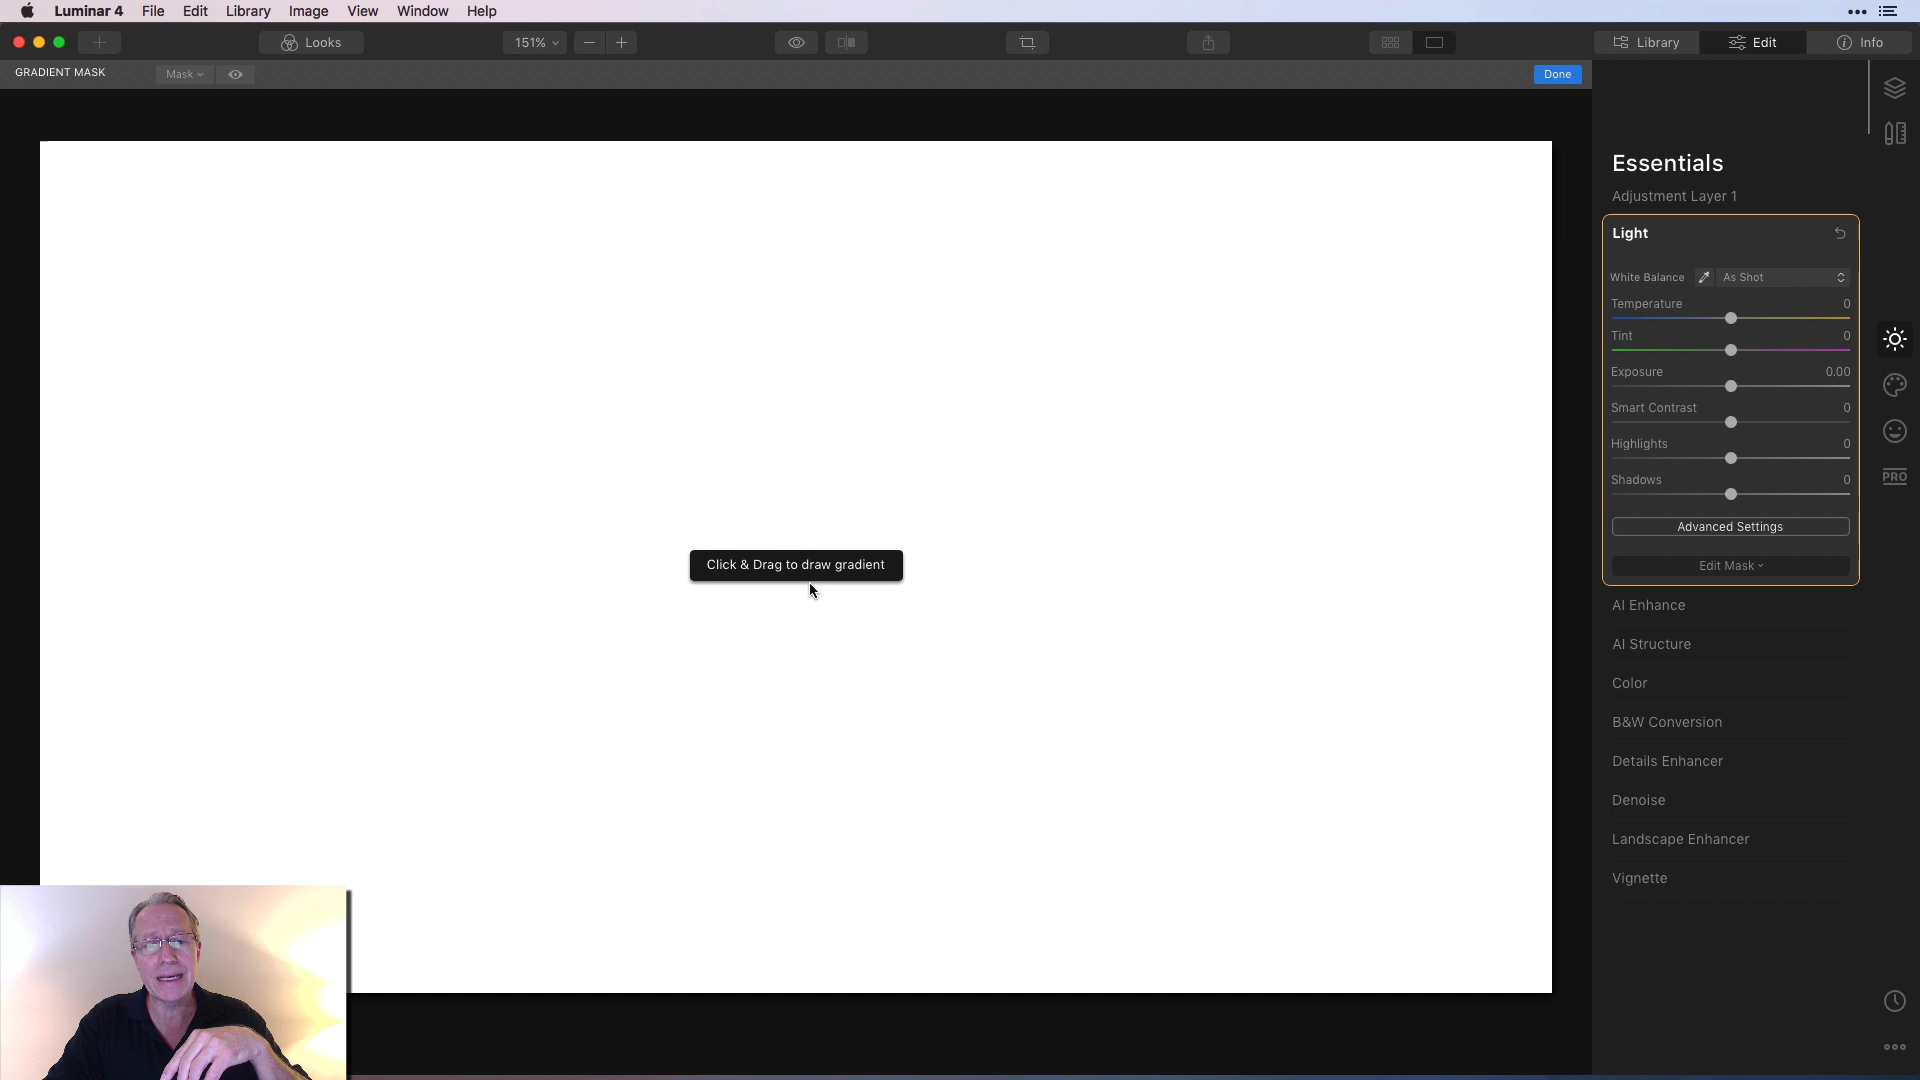 Luminar 4 File Edit Library Image View Window Help
Looks 151% Library Edit Info
GRADIENT MASK Mask Done
Essentials
Adjustment Layer 1
Light
White Balance As Shot
Temperature 0
Tint 0
Exposure 0.00
Smart Contrast 0
Highlights 0
Shadows 0
PRO
Advanced Settings
Click & Drag to draw gradient
Edit Mask
AI Enhance
AI Structure
Color
B&W Conversion
Details Enhancer
Denoise
Landscape Enhancer
Vignette